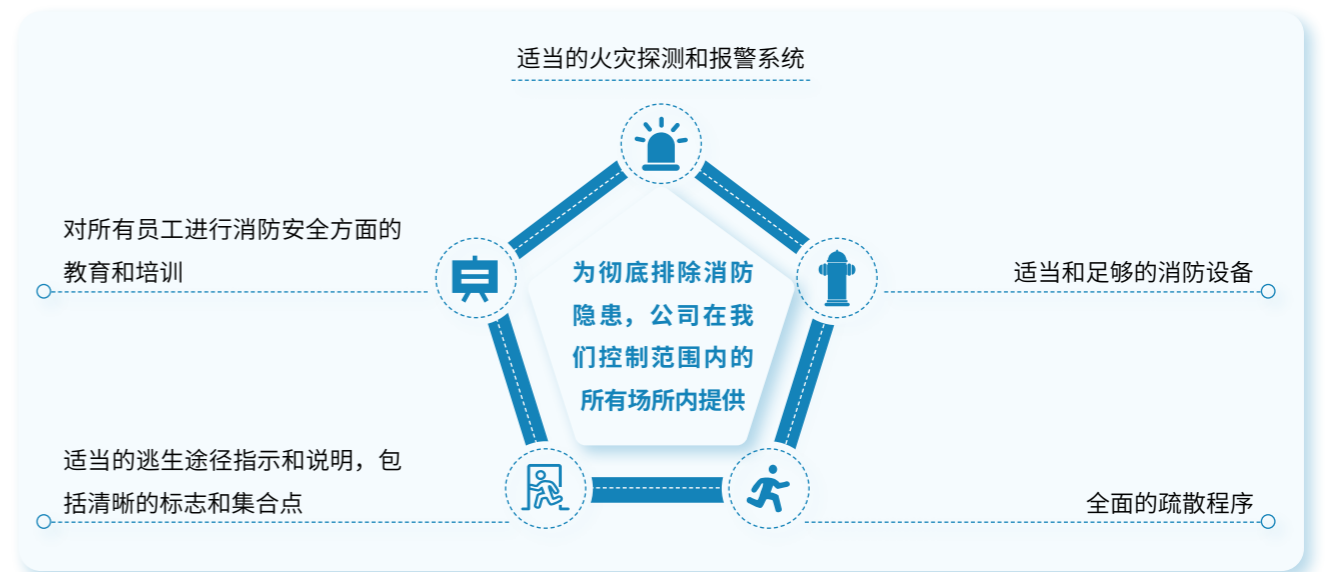 适当的火灾探测和报警系统
对所有员工进行消防安全方面的
教育和培训
为彻底排除消防
隐患，公司在我
们控制范围内的
所有场所内提供
适当和足够的消防设备
适当的逃生途径指示和说明，包
括清晰的标志和集合点
全面的疏散程序